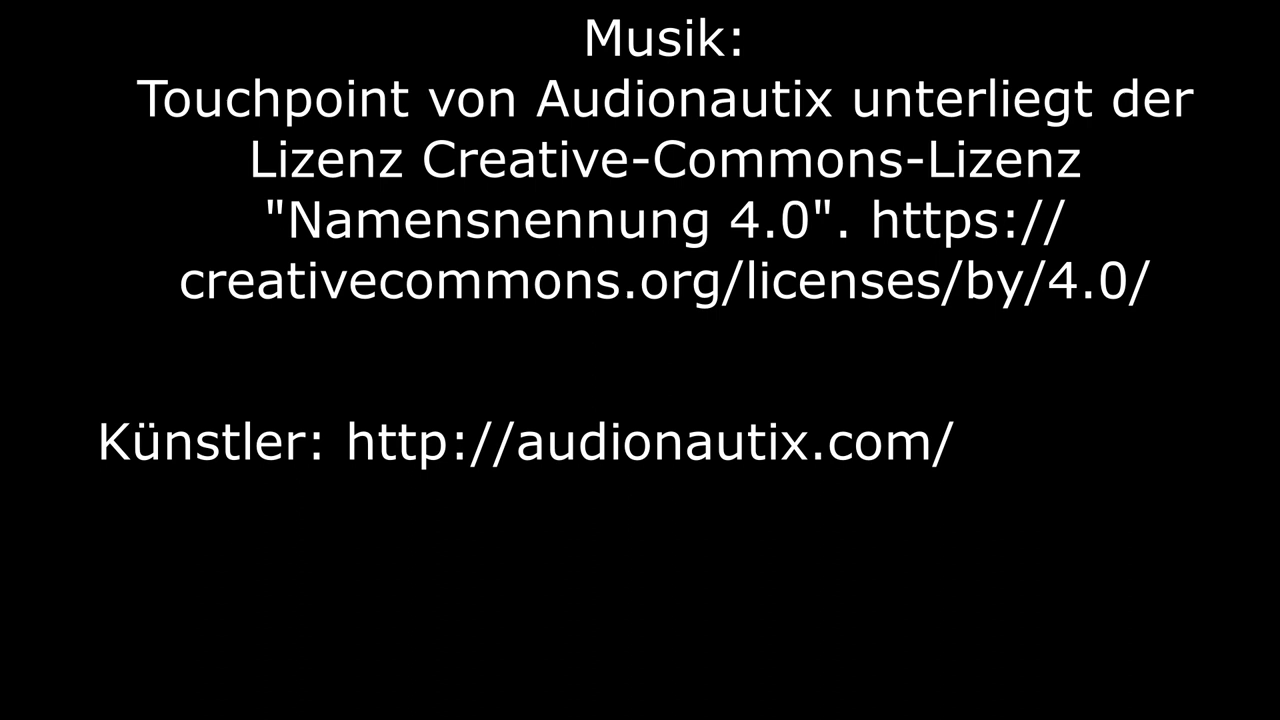 Musik:
Touchpoint von Audionautix unterliegt der
Lizenz Creative-Commons-Lizenz
"Namensnennung 4.0". https://
creativecommons.org/licenses/by/4.0/
Künstler: http://audionautix.com/